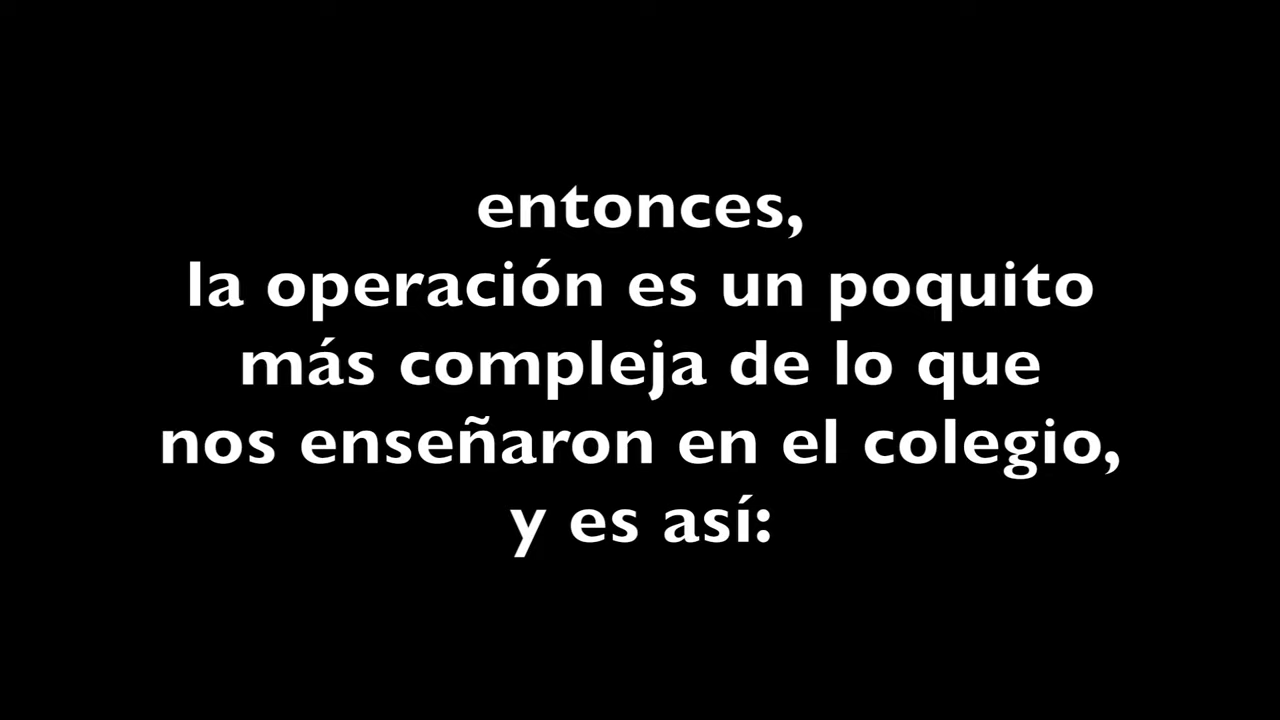 entonces,
la operación es un poquito
más compleja de lo que
nos enseñaron en el colegio,
y es así: